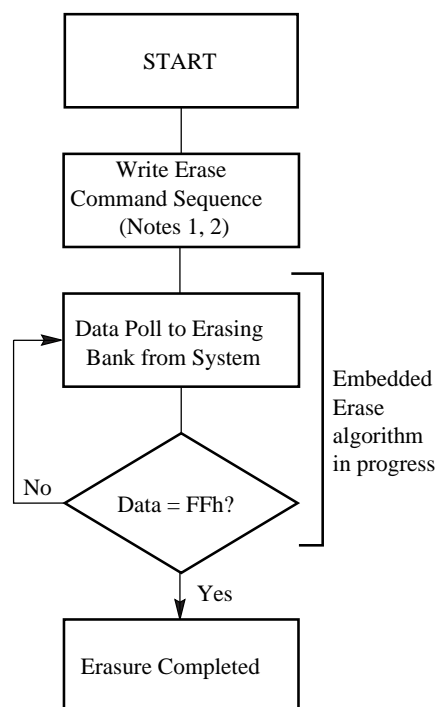 START
Write Erase
Command Sequence
(Notes 1, 2)
Data Poll to Erasing
Bank from System
Embedded
Erase
algorithm
in progress
No
Data = FFh?
Yes
Erasure Completed